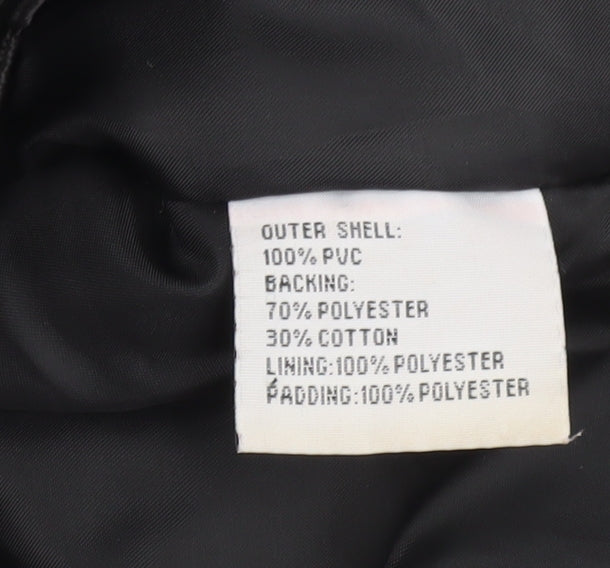 OUTER SHELL:
100% PVC
BACKING:
70% POLYESTER
30% COTTON
LINING:100% POLYESTER
PADDING:100% POLYESTER